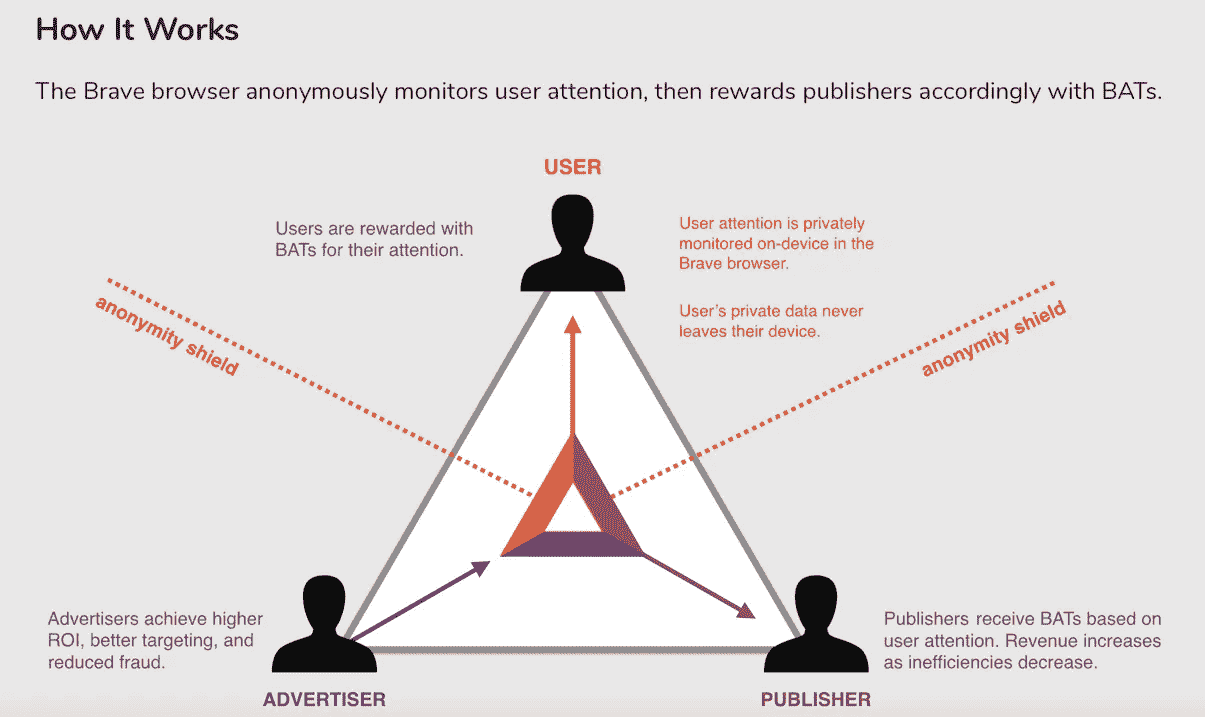 How It Works
The Brave browser anonymously monitors user attention, then rewards publishers accordingly with BATs.
USER
Users are rewarded with
BATs for their attention.
User attention is privately
monitored on-device in the
Brave browser.
User's private data never
leaves their device.
anonymity shield
anonymity shield
Advertisers achieve higher
ROI, better targeting, and
reduced fraud.
ADVERTISER
Publishers receive BATs based on
user attention. Revenue increases
as inefficiencies decrease.
PUBLISHER